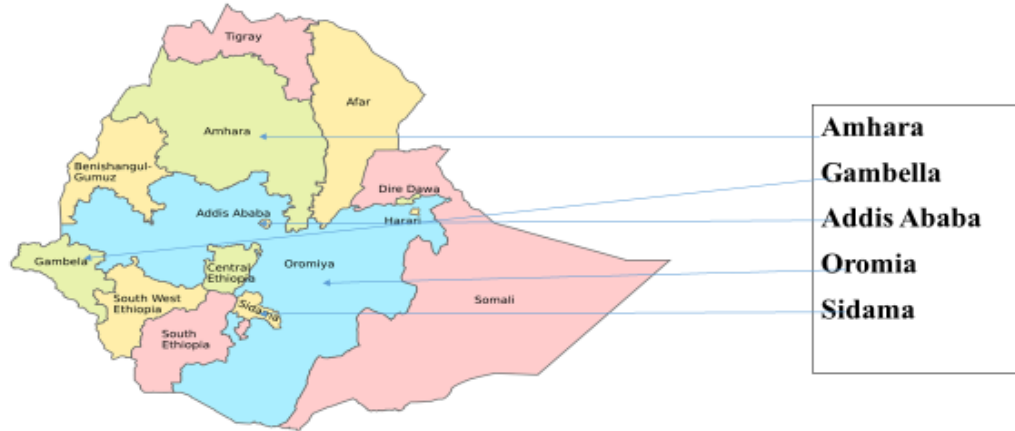 Tigray
Afar
Amhara
Benishangul-
Gumuz
Dire Dawa
Addis Ababa
Harari
Gambela
Central
Ethiopia
Oromiya
South West
Ethiopia
Sidama
Somali
South
Ethiopia
Amhara
Gambella
Addis Ababa
Oromia
Sidama